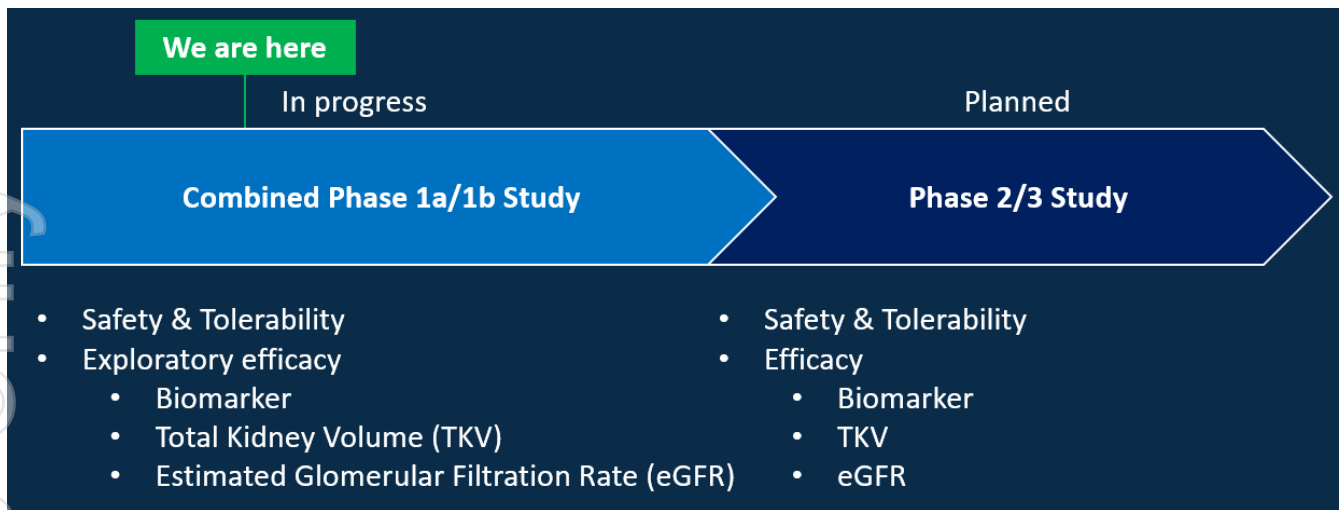 We are here
In progress
Planned
Combined Phase 1a/1b Study
Phase 2/3 Study
• Safety & Tolerability
• Exploratory efficacy
• Biomarker
• Total Kidney Volume (TKV)
• Estimated Glomerular Filtration Rate (eGFR)
• Safety & Tolerability
• Efficacy
• Biomarker
• TKV
• eGFR